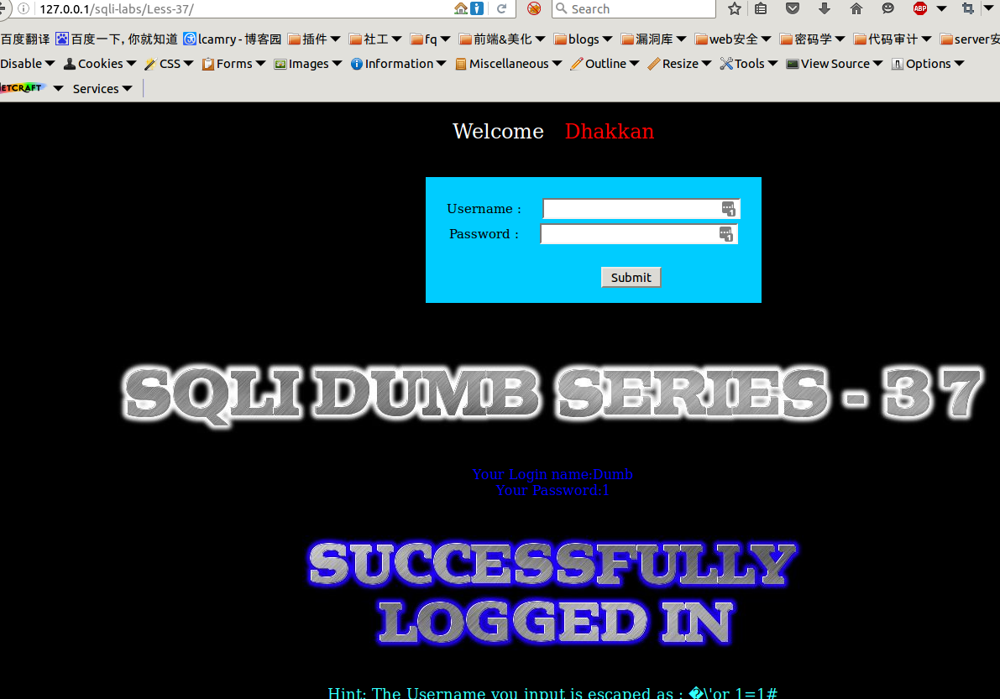 127.0.0.1/sqli-labs/Less-37/ Search
百度翻译 百度一下，你就知道 lcamry - 博客园 插件 社工 fq 前端&美化 blogs 漏洞库 web安全 密码学 代码审计 server安
Disable Cookies CSS Forms Images Information Miscellaneous Outline Resize Tools View Source Options
ETCRAFT Services
Welcome Dhakkan
Username :
Password :
Submit
SQLI DUMB SERIES - 37
Your Login name:Dumb
Your Password:1
SUCCESSFULLY
LOGGED IN
Hint: The Username you input is escaped as : �\'or 1=1#